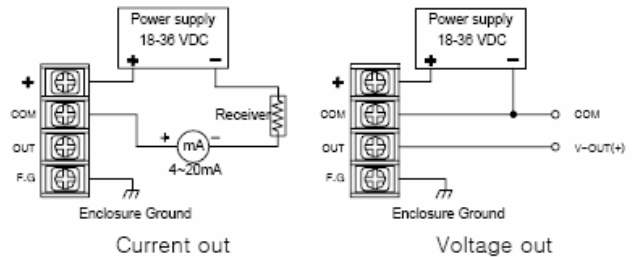 Power supply
18-36 VDC
+ −
+
COM
OUT
F.G
Receiver
+ −
mA
4~20mA
Enclosure Ground
Current out
Power supply
18-36 VDC
+ −
+
COM
OUT
F.G
COM
V-OUT(+)
Enclosure Ground
Voltage out